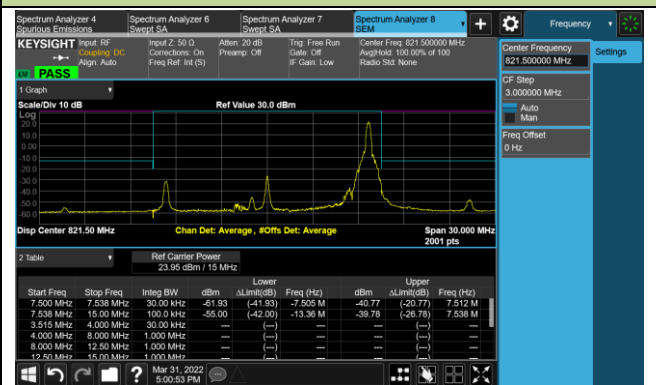 Spectrum Analyzer 4
Spurious Emissions
Spectrum Analyzer 6
Swept SA
Spectrum Analyzer 7
Swept SA
Spectrum Analyzer 8
SEM
Frequency
KEYSIGHT
Input: RF
Coupling: DC
Align: Auto
Input Z: 50 Ω
Corrections: On
Freq Ref: Int (S)
Atten: 20 dB
Preamp: Off
Trig: Free Run
Gate: Off
IF Gain: Low
Center Freq: 821.500000 MHz
Avg|Hold: 100.00% of 100
Radio Std: None
PASS
Center Frequency
821.500000 MHz
Settings
CF Step
3.000000 MHz
Auto
Man
Freq Offset
0 Hz
1 Graph
Scale/Div 10 dB
Ref Value 30.0 dBm
Log
20.0
10.0
0.00
-10.0
-20.0
-30.0
-40.0
-50.0
-60.0
Disp Center 821.50 MHz
Chan Det: Average , #Offs Det: Average
Span 30.000 MHz
2001 pts
2 Table
Ref Carrier Power
23.95 dBm / 15 MHz
Lower Upper
Start Freq Stop Freq Integ BW dBm ΔLimit(dB) Freq (Hz) dBm ΔLimit(dB) Freq (Hz)
7.500 MHz 7.538 MHz 30.00 kHz -61.93 (-41.93) -7.505 M -40.77 (-20.77) 7.512 M
7.538 MHz 15.00 MHz 100.0 kHz -55.00 (-42.00) -13.36 M -39.78 (-26.78) 7.538 M
3.515 MHz 4.000 MHz 30.00 kHz --- (---) --- --- (---) ---
4.000 MHz 8.000 MHz 1.000 MHz --- (---) --- --- (---) ---
8.000 MHz 12.50 MHz 1.000 MHz --- (---) --- --- (---) ---
12.50 MHz 15.00 MHz 1.000 MHz --- (---) --- --- (---) ---
?
Mar 31, 2022
5:00:53 PM